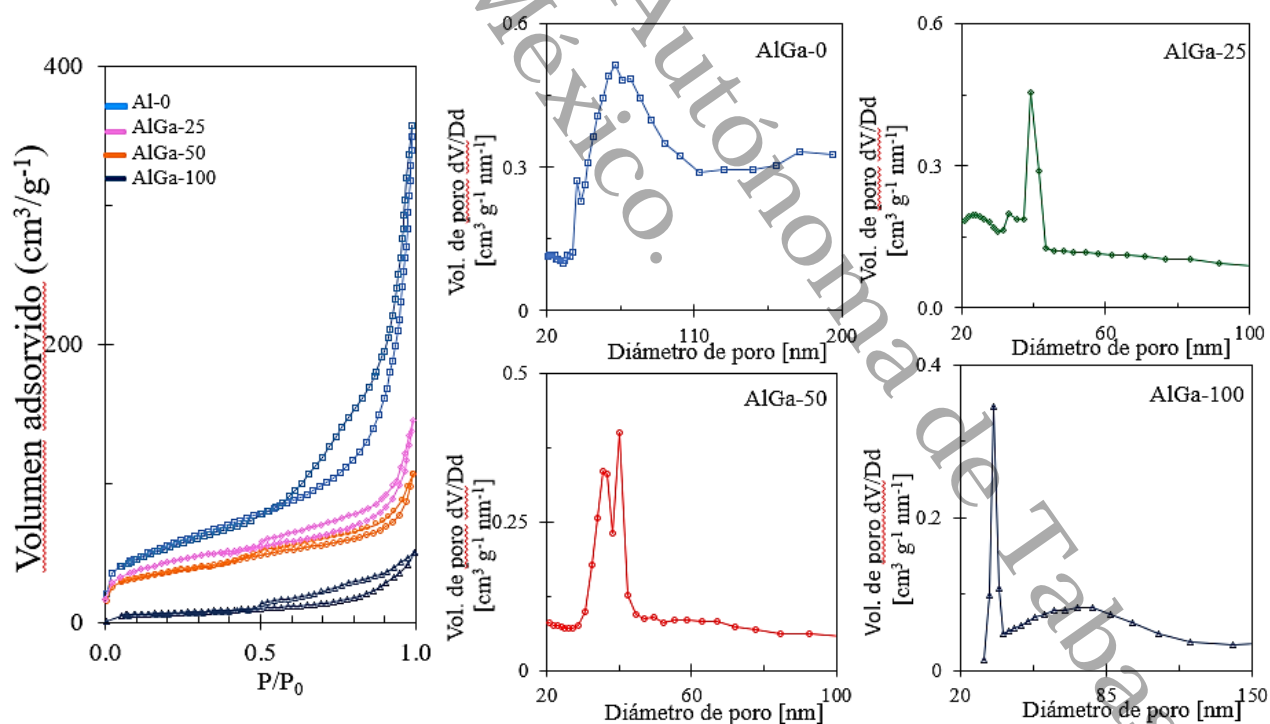 Autónoma de Tabas
México.
Volumen adsorvido (cm³/g⁻¹)
400
200
0
Al-0
AlGa-25
AlGa-50
AlGa-100
0.0
0.5
1.0
P/P₀
Vol. de poro dV/Dd
[cm³ g⁻¹ nm⁻¹]
0.6
0.3
0
AlGa-0
20
110
200
Diámetro de poro [nm]
Vol. de poro dV/Dd
[cm³ g⁻¹ nm⁻¹]
0.6
0.3
0.0
AlGa-25
20
60
100
Diámetro de poro [nm]
Vol. de poro dV/Dd
[cm³ g⁻¹ nm⁻¹]
0.5
0.25
0
AlGa-50
20
60
100
Diámetro de poro [nm]
Vol. de poro dV/Dd
[cm³ g⁻¹ nm⁻¹]
0.4
0.2
0
AlGa-100
20
85
150
Diámetro de poro [nm]